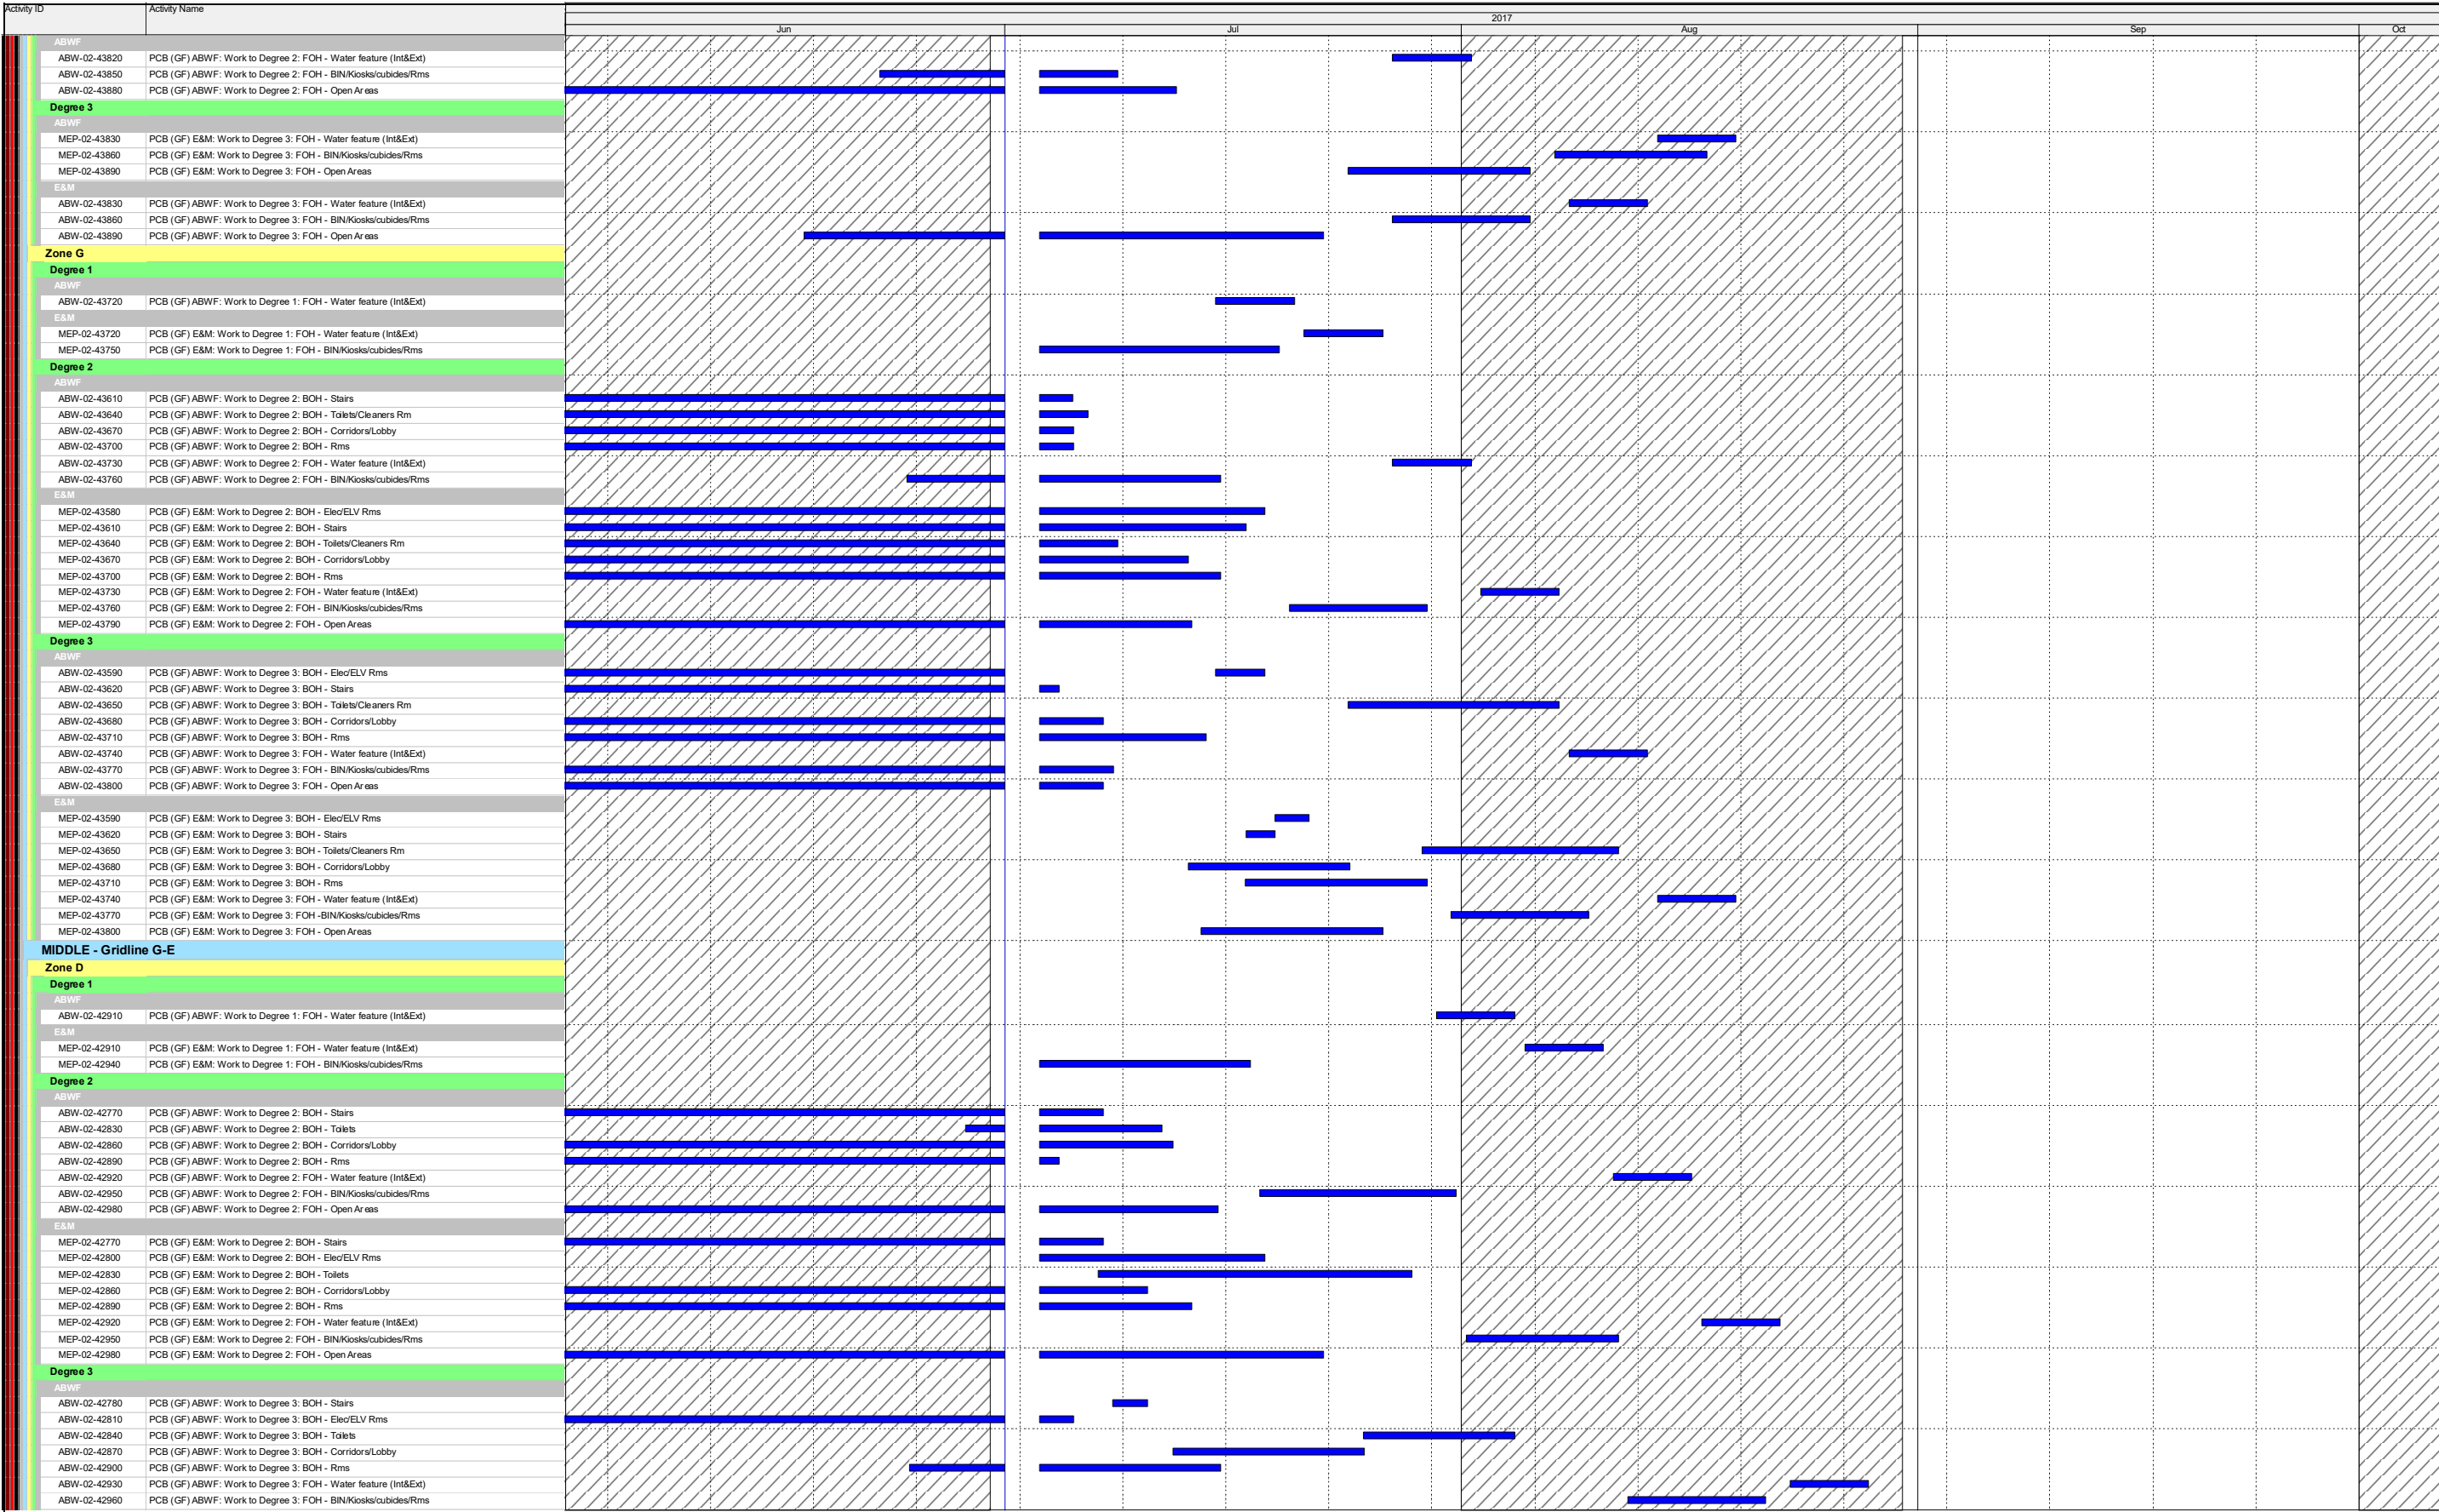 Activity ID Activity Name
2017
Jun Jul Aug Sep Oct
ABWF
ABW-02-43820 PCB (GF) ABWF: Work to Degree 2: FOH - Water feature (Int&Ext)
ABW-02-43850 PCB (GF) ABWF: Work to Degree 2: FOH - BIN/Kiosks/cubicles/Rms
ABW-02-43880 PCB (GF) ABWF: Work to Degree 2: FOH - Open Areas
Degree 3
ABWF
MEP-02-43830 PCB (GF) E&M: Work to Degree 3: FOH - Water feature (Int&Ext)
MEP-02-43860 PCB (GF) E&M: Work to Degree 3: FOH - BIN/Kiosks/cubicles/Rms
MEP-02-43890 PCB (GF) E&M: Work to Degree 3: FOH - Open Areas
E&M
ABW-02-43830 PCB (GF) ABWF: Work to Degree 3: FOH - Water feature (Int&Ext)
ABW-02-43860 PCB (GF) ABWF: Work to Degree 3: FOH - BIN/Kiosks/cubicles/Rms
ABW-02-43890 PCB (GF) ABWF: Work to Degree 3: FOH - Open Areas
Zone G
Degree 1
ABWF
ABW-02-43720 PCB (GF) ABWF: Work to Degree 1: FOH - Water feature (Int&Ext)
E&M
MEP-02-43720 PCB (GF) E&M: Work to Degree 1: FOH - Water feature (Int&Ext)
MEP-02-43750 PCB (GF) E&M: Work to Degree 1: FOH - BIN/Kiosks/cubicles/Rms
Degree 2
ABWF
ABW-02-43610 PCB (GF) ABWF: Work to Degree 2: BOH - Stairs
ABW-02-43640 PCB (GF) ABWF: Work to Degree 2: BOH - Toilets/Cleaners Rm
ABW-02-43670 PCB (GF) ABWF: Work to Degree 2: BOH - Corridors/Lobby
ABW-02-43700 PCB (GF) ABWF: Work to Degree 2: BOH - Rms
ABW-02-43730 PCB (GF) ABWF: Work to Degree 2: FOH - Water feature (Int&Ext)
ABW-02-43760 PCB (GF) ABWF: Work to Degree 2: FOH - BIN/Kiosks/cubicles/Rms
E&M
MEP-02-43580 PCB (GF) E&M: Work to Degree 2: BOH - Elec/ELV Rms
MEP-02-43610 PCB (GF) E&M: Work to Degree 2: BOH - Stairs
MEP-02-43640 PCB (GF) E&M: Work to Degree 2: BOH - Toilets/Cleaners Rm
MEP-02-43670 PCB (GF) E&M: Work to Degree 2: BOH - Corridors/Lobby
MEP-02-43700 PCB (GF) E&M: Work to Degree 2: BOH - Rms
MEP-02-43730 PCB (GF) E&M: Work to Degree 2: FOH - Water feature (Int&Ext)
MEP-02-43760 PCB (GF) E&M: Work to Degree 2: FOH - BIN/Kiosks/cubicles/Rms
MEP-02-43790 PCB (GF) E&M: Work to Degree 2: FOH - Open Areas
Degree 3
ABWF
ABW-02-43590 PCB (GF) ABWF: Work to Degree 3: BOH - Elec/ELV Rms
ABW-02-43620 PCB (GF) ABWF: Work to Degree 3: BOH - Stairs
ABW-02-43650 PCB (GF) ABWF: Work to Degree 3: BOH - Toilets/Cleaners Rm
ABW-02-43680 PCB (GF) ABWF: Work to Degree 3: BOH - Corridors/Lobby
ABW-02-43710 PCB (GF) ABWF: Work to Degree 3: BOH - Rms
ABW-02-43740 PCB (GF) ABWF: Work to Degree 3: FOH - Water feature (Int&Ext)
ABW-02-43770 PCB (GF) ABWF: Work to Degree 3: FOH - BIN/Kiosks/cubicles/Rms
ABW-02-43800 PCB (GF) ABWF: Work to Degree 3: FOH - Open Areas
E&M
MEP-02-43590 PCB (GF) E&M: Work to Degree 3: BOH - Elec/ELV Rms
MEP-02-43620 PCB (GF) E&M: Work to Degree 3: BOH - Stairs
MEP-02-43650 PCB (GF) E&M: Work to Degree 3: BOH - Toilets/Cleaners Rm
MEP-02-43680 PCB (GF) E&M: Work to Degree 3: BOH - Corridors/Lobby
MEP-02-43710 PCB (GF) E&M: Work to Degree 3: BOH - Rms
MEP-02-43740 PCB (GF) E&M: Work to Degree 3: FOH - Water feature (Int&Ext)
MEP-02-43770 PCB (GF) E&M: Work to Degree 3: FOH -BIN/Kiosks/cubicles/Rms
MEP-02-43800 PCB (GF) E&M: Work to Degree 3: FOH - Open Areas
MIDDLE - Gridline G-E
Zone D
Degree 1
ABWF
ABW-02-42910 PCB (GF) ABWF: Work to Degree 1: FOH - Water feature (Int&Ext)
E&M
MEP-02-42910 PCB (GF) E&M: Work to Degree 1: FOH - Water feature (Int&Ext)
MEP-02-42940 PCB (GF) E&M: Work to Degree 1: FOH - BIN/Kiosks/cubicles/Rms
Degree 2
ABWF
ABW-02-42770 PCB (GF) ABWF: Work to Degree 2: BOH - Stairs
ABW-02-42830 PCB (GF) ABWF: Work to Degree 2: BOH - Toilets
ABW-02-42860 PCB (GF) ABWF: Work to Degree 2: BOH - Corridors/Lobby
ABW-02-42890 PCB (GF) ABWF: Work to Degree 2: BOH - Rms
ABW-02-42920 PCB (GF) ABWF: Work to Degree 2: FOH - Water feature (Int&Ext)
ABW-02-42950 PCB (GF) ABWF: Work to Degree 2: FOH - BIN/Kiosks/cubicles/Rms
ABW-02-42980 PCB (GF) ABWF: Work to Degree 2: FOH - Open Areas
E&M
MEP-02-42770 PCB (GF) E&M: Work to Degree 2: BOH - Stairs
MEP-02-42800 PCB (GF) E&M: Work to Degree 2: BOH - Elec/ELV Rms
MEP-02-42830 PCB (GF) E&M: Work to Degree 2: BOH - Toilets
MEP-02-42860 PCB (GF) E&M: Work to Degree 2: BOH - Corridors/Lobby
MEP-02-42890 PCB (GF) E&M: Work to Degree 2: BOH - Rms
MEP-02-42920 PCB (GF) E&M: Work to Degree 2: FOH - Water feature (Int&Ext)
MEP-02-42950 PCB (GF) E&M: Work to Degree 2: FOH - BIN/Kiosks/cubicles/Rms
MEP-02-42980 PCB (GF) E&M: Work to Degree 2: FOH - Open Areas
Degree 3
ABWF
ABW-02-42780 PCB (GF) ABWF: Work to Degree 3: BOH - Stairs
ABW-02-42810 PCB (GF) ABWF: Work to Degree 3: BOH - Elec/ELV Rms
ABW-02-42840 PCB (GF) ABWF: Work to Degree 3: BOH - Toilets
ABW-02-42870 PCB (GF) ABWF: Work to Degree 3: BOH - Corridors/Lobby
ABW-02-42900 PCB (GF) ABWF: Work to Degree 3: BOH - Rms
ABW-02-42930 PCB (GF) ABWF: Work to Degree 3: FOH - Water feature (Int&Ext)
ABW-02-42960 PCB (GF) ABWF: Work to Degree 3: FOH - BIN/Kiosks/cubicles/Rms